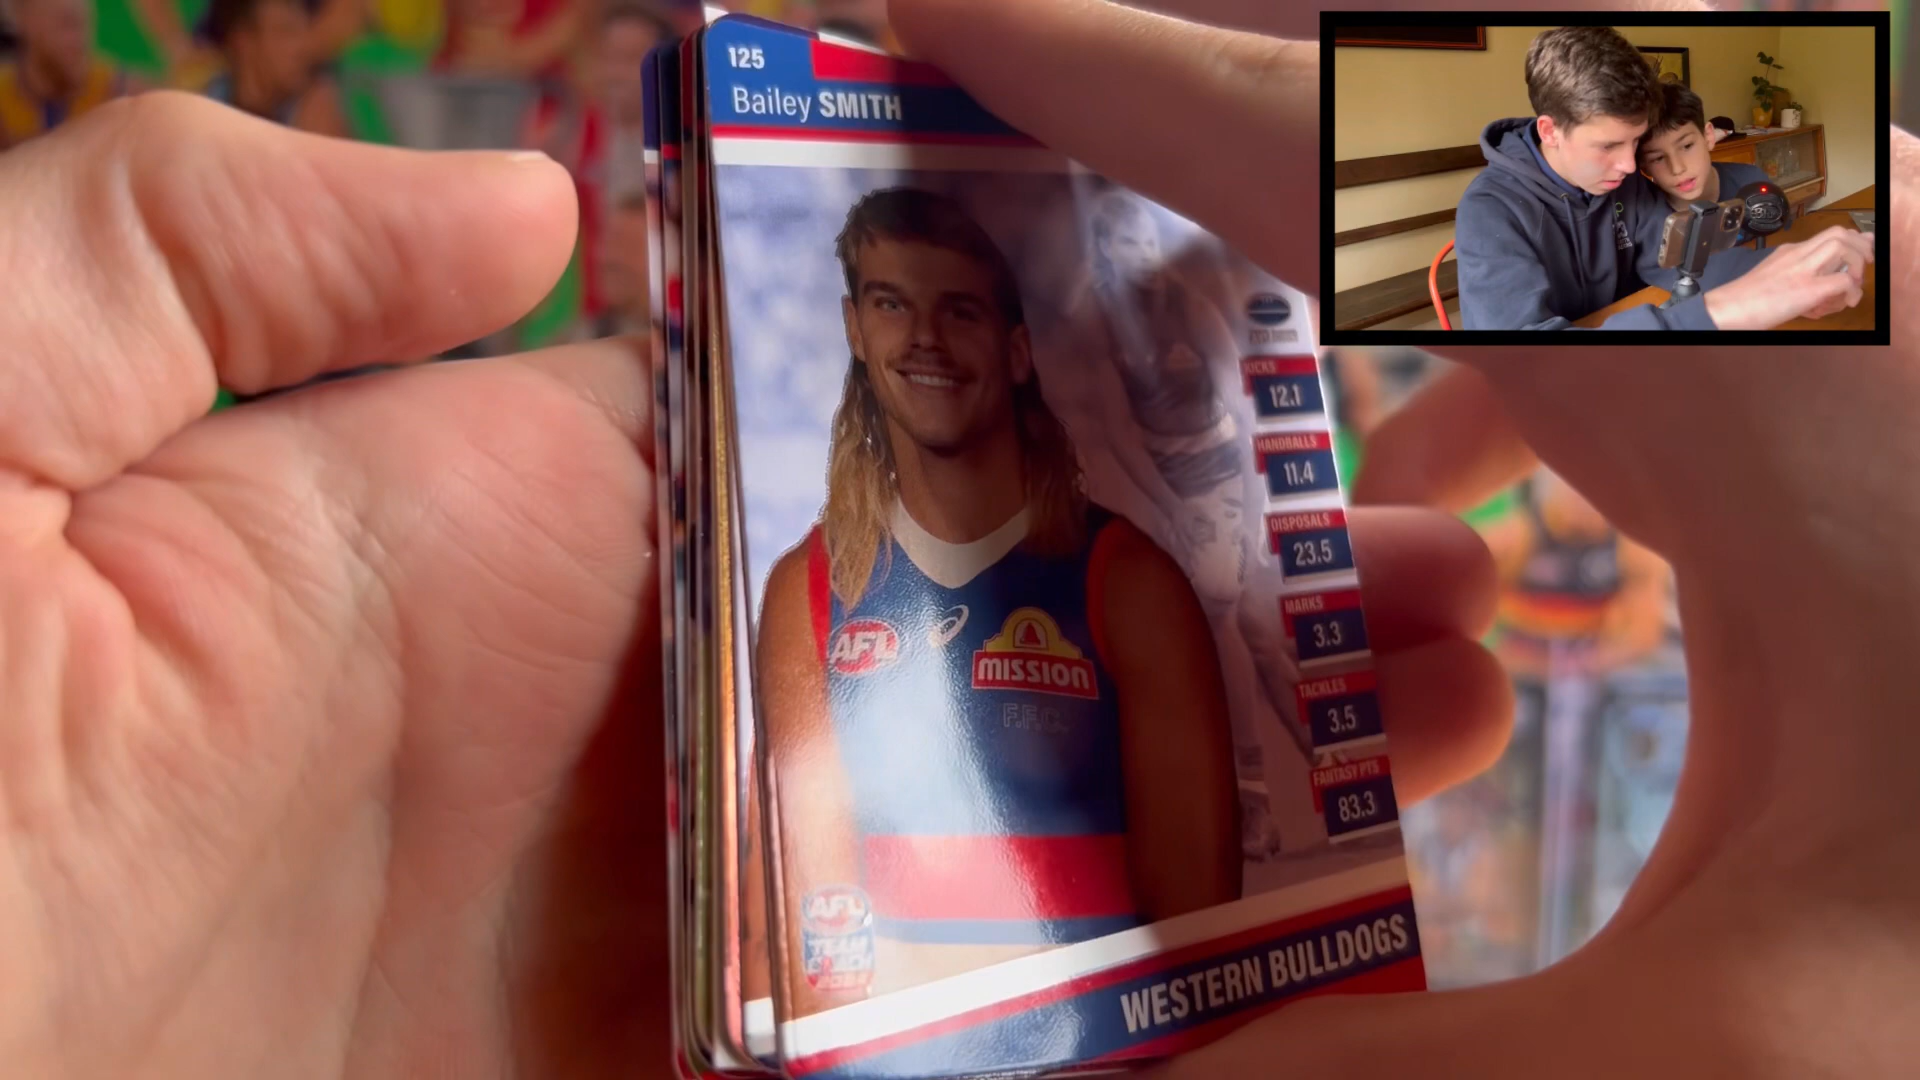 125
Bailey SMITH
KICKS
12.1
HANDBALLS
11.4
DISPOSALS
23.5
MARKS
3.3
TACKLES
3.5
FANTASY PTS
83.3
AFL
MISSION
F.F.C.
AFL
TEAM
COACH
WESTERN BULLDOGS